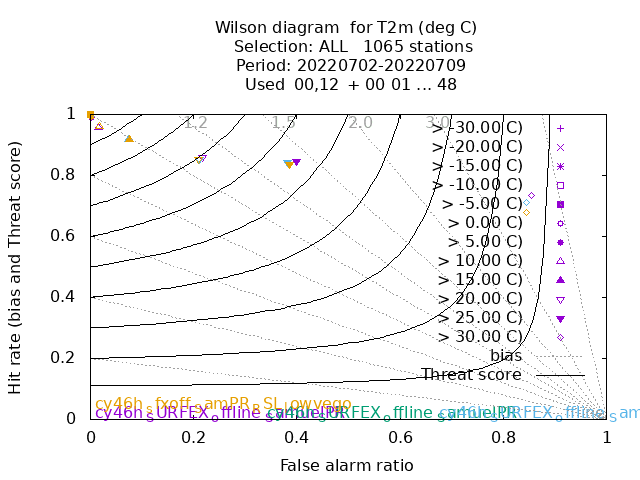 Wilson diagram for T2m (deg C)
Selection: ALL 1065 stations
Period: 20220702-20220709
Used 00,12 + 00 01 ... 48
Hit rate (bias and Threat score)
1
0.8
0.6
0.4
0.2
0
1.2
1.5
2.0
3.0
> -30.00 C)
> -20.00 C)
> -15.00 C)
> -10.00 C)
> -5.00 C)
> 0.00 C)
> 5.00 C)
> 10.00 C)
> 15.00 C)
> 20.00 C)
> 25.00 C)
> 30.00 C)
bias
Threat score
0
0.2
0.4
0.6
0.8
1
False alarm ratio